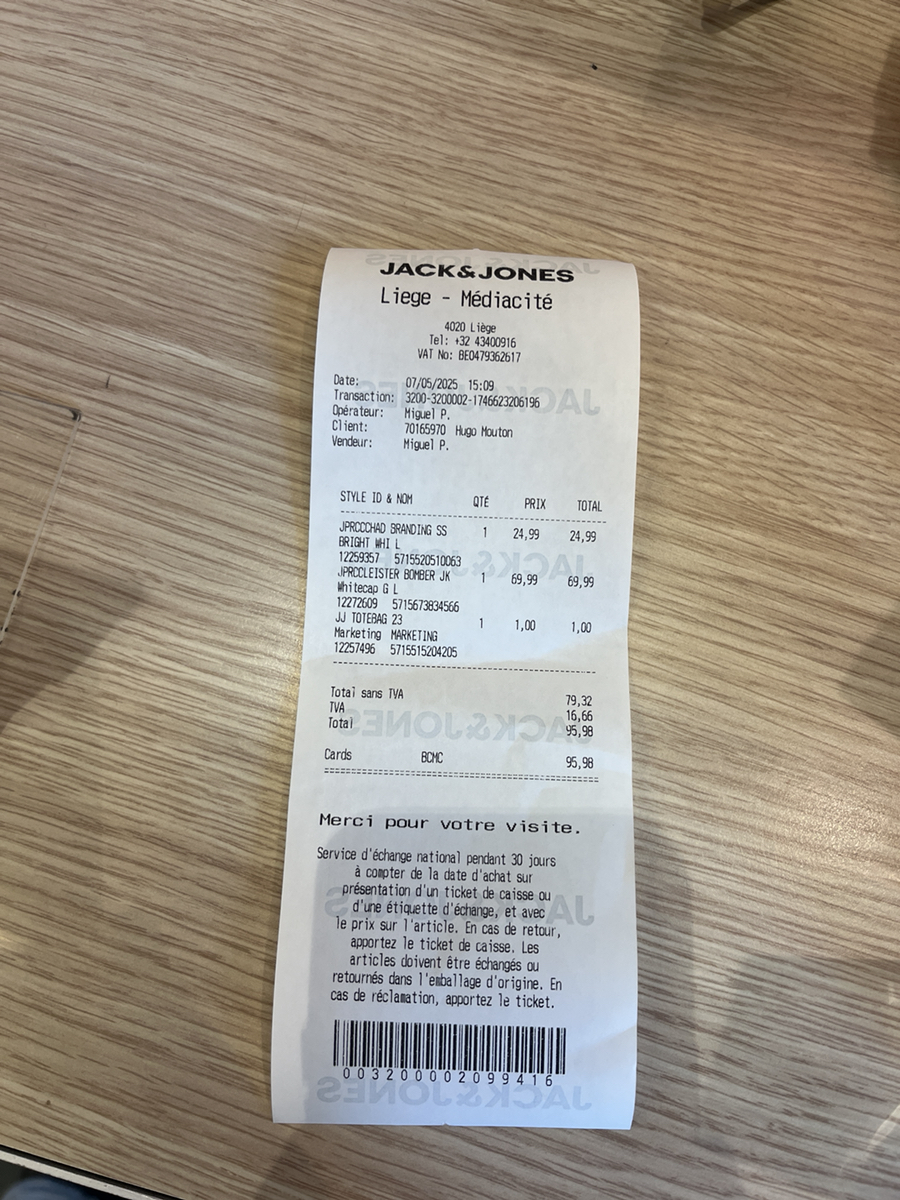 JACK&JONES
Liege - Médiacité
4020 Liège
Tel: +32 43400916
VAT No: BE0479362617
Date: 07/05/2025 15:09
Transaction: 3200-3200002-1746623206196
Opérateur: Miguel P.
Client: 70165970 Hugo Mouton
Vendeur: Miguel P.
STYLE ID & NOM QTÉ PRIX TOTAL
JPRCCCHAD BRANDING SS 1 24,99 24,99
BRIGHT WHI L
12259357 5715520510063
JPRCCLEISTER BOMBER JK 1 69,99 69,99
Whitecap G L
12272609 5715673834566
JJ TOTEBAG 23 1 1,00 1,00
Marketing MARKETING
12257496 5715515204205
Total sans TVA 79,32
TVA 16,66
Total 95,98
Cards BCMC 95,98
Merci pour votre visite.
Service d'échange national pendant 30 jours
à compter de la date d'achat sur
présentation d'un ticket de caisse ou
d'une étiquette d'échange, et avec
le prix sur l'article. En cas de retour,
apportez le ticket de caisse. Les
articles doivent être échangés ou
retournés dans l'emballage d'origine. En
cas de réclamation, apportez le ticket.
003200002099416